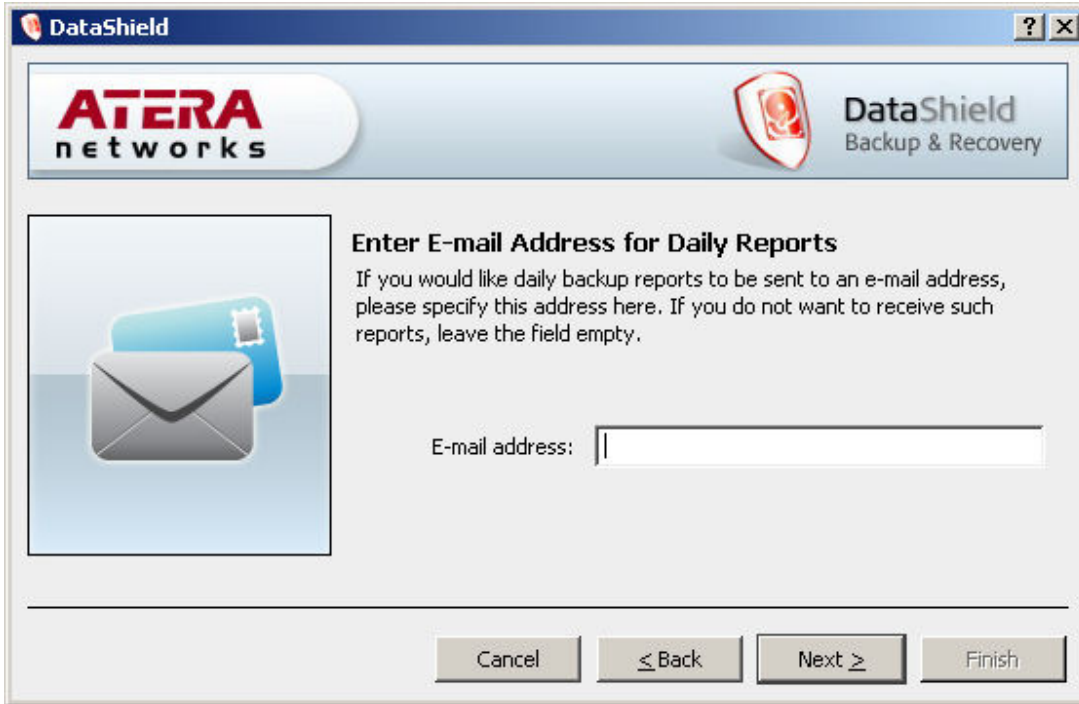 DataShield
ATERA
networks
DataShield
Backup & Recovery
Enter E-mail Address for Daily Reports
If you would like daily backup reports to be sent to an e-mail address,
please specify this address here. If you do not want to receive such
reports, leave the field empty.
E-mail address:
Cancel
< Back
Next >
Finish